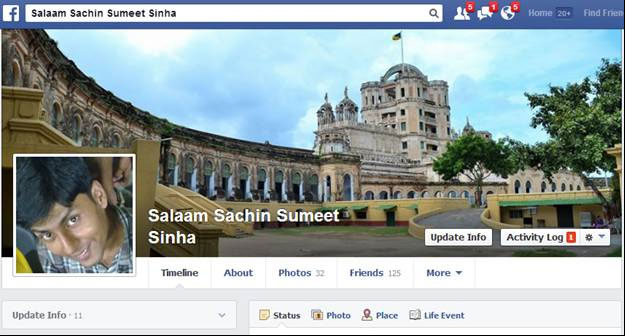 Salaam Sachin Sumeet Sinha
5
1
5
Home 20+
Find Frien
Salaam Sachin Sumeet
Sinha
Update Info
Activity Log 1
Timeline
About
Photos 32
Friends 125
More
Update Info · 11
Status
Photo
Place
Life Event